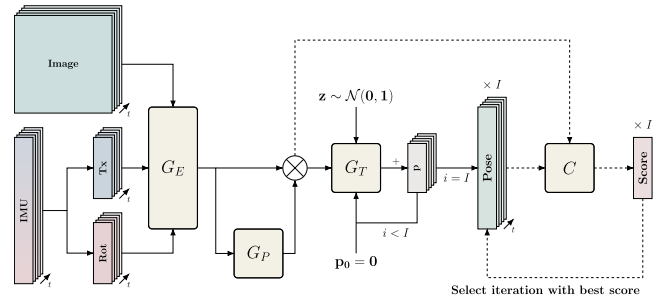 Image
t
IMU
t
Tx
t
Rot
t
G_E
G_P
z ∼ N(0, 1)
G_T
p_0 = 0
+
p
i < I
i = I
× I
Pose
t
C
× I
Score
Select iteration with best score